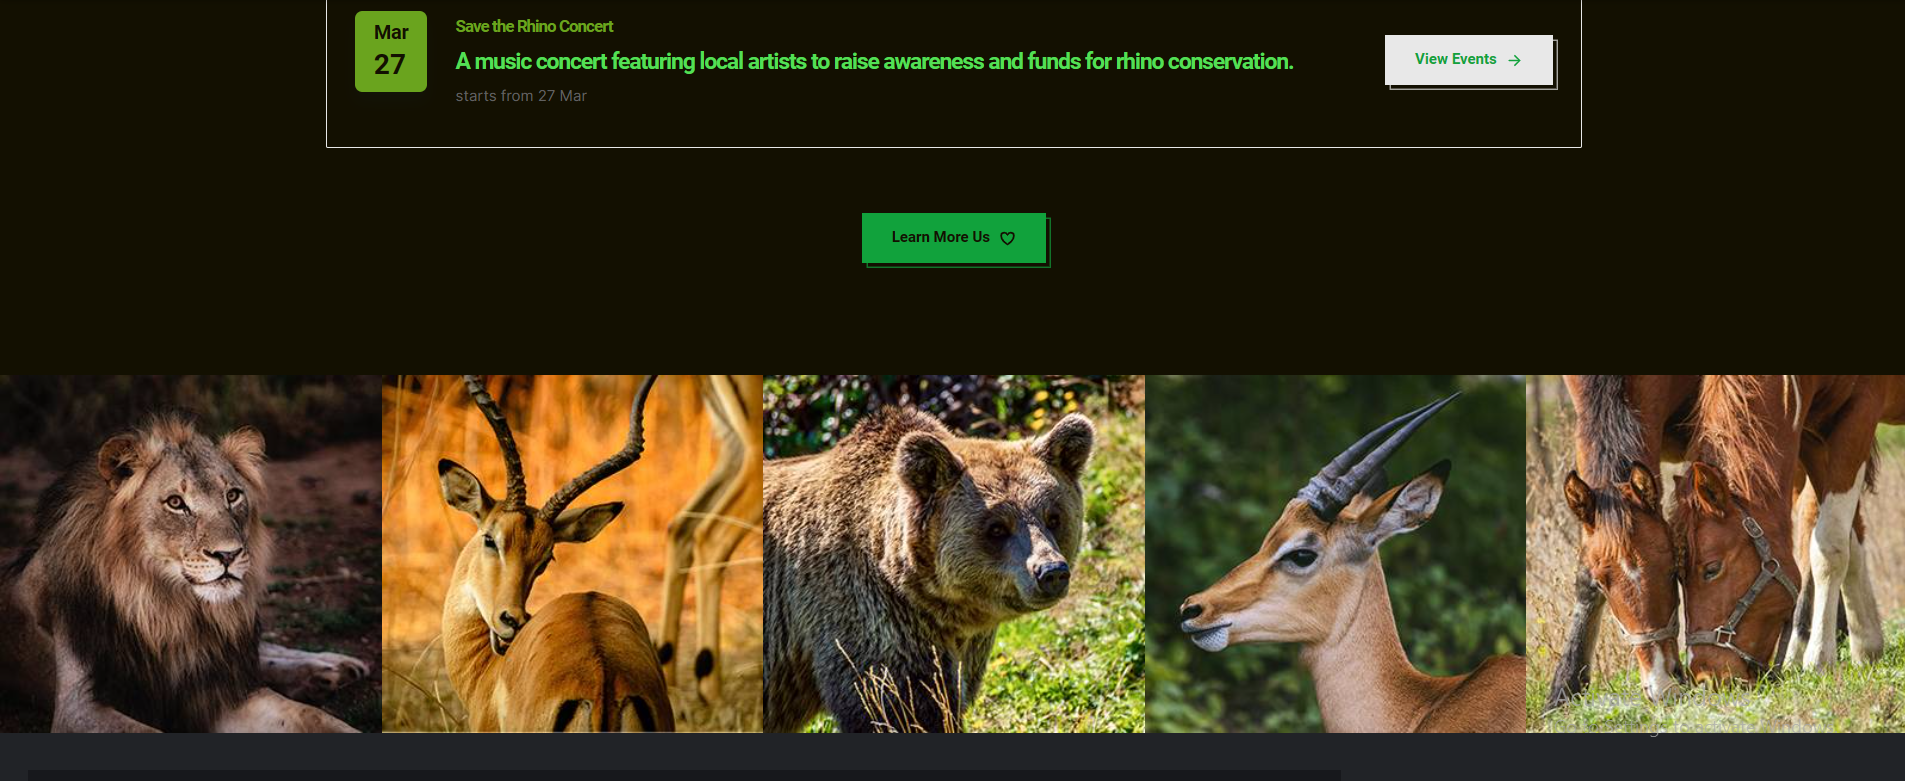 Mar
27
Save the Rhino Concert
A music concert featuring local artists to raise awareness and funds for rhino conservation.
starts from 27 Mar
View Events
Learn More Us